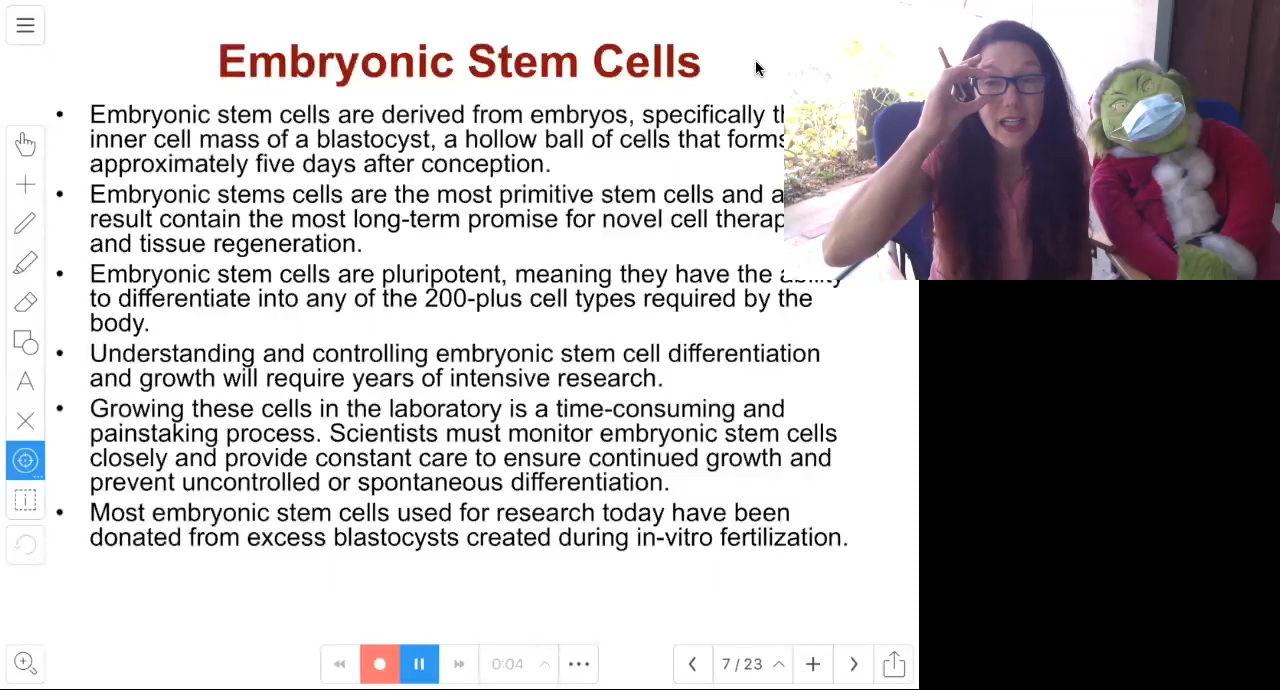 Embryonic Stem Cells
• Embryonic stem cells are derived from embryos, specifically
inner cell mass of a blastocyst, a hollow ball of cells that forms
approximately five days after conception.
• Embryonic stems cells are the most primitive stem cells and
result contain the most long-term promise for novel cell
and tissue regeneration.
• Embryonic stem cells are pluripotent, meaning they have the ability
to differentiate into any of the 200-plus cell types required by the
body.
• Understanding and controlling embryonic stem cell differentiation
and growth will require years of intensive research.
• Growing these cells in the laboratory is a time-consuming and
painstaking process. Scientists must monitor embryonic stem cells
closely and provide constant care to ensure continued growth and
prevent uncontrolled or spontaneous differentiation.
• Most embryonic stem cells used for research today have been
donated from excess blastocysts created during in-vitro fertilization.
0:04
7 / 23